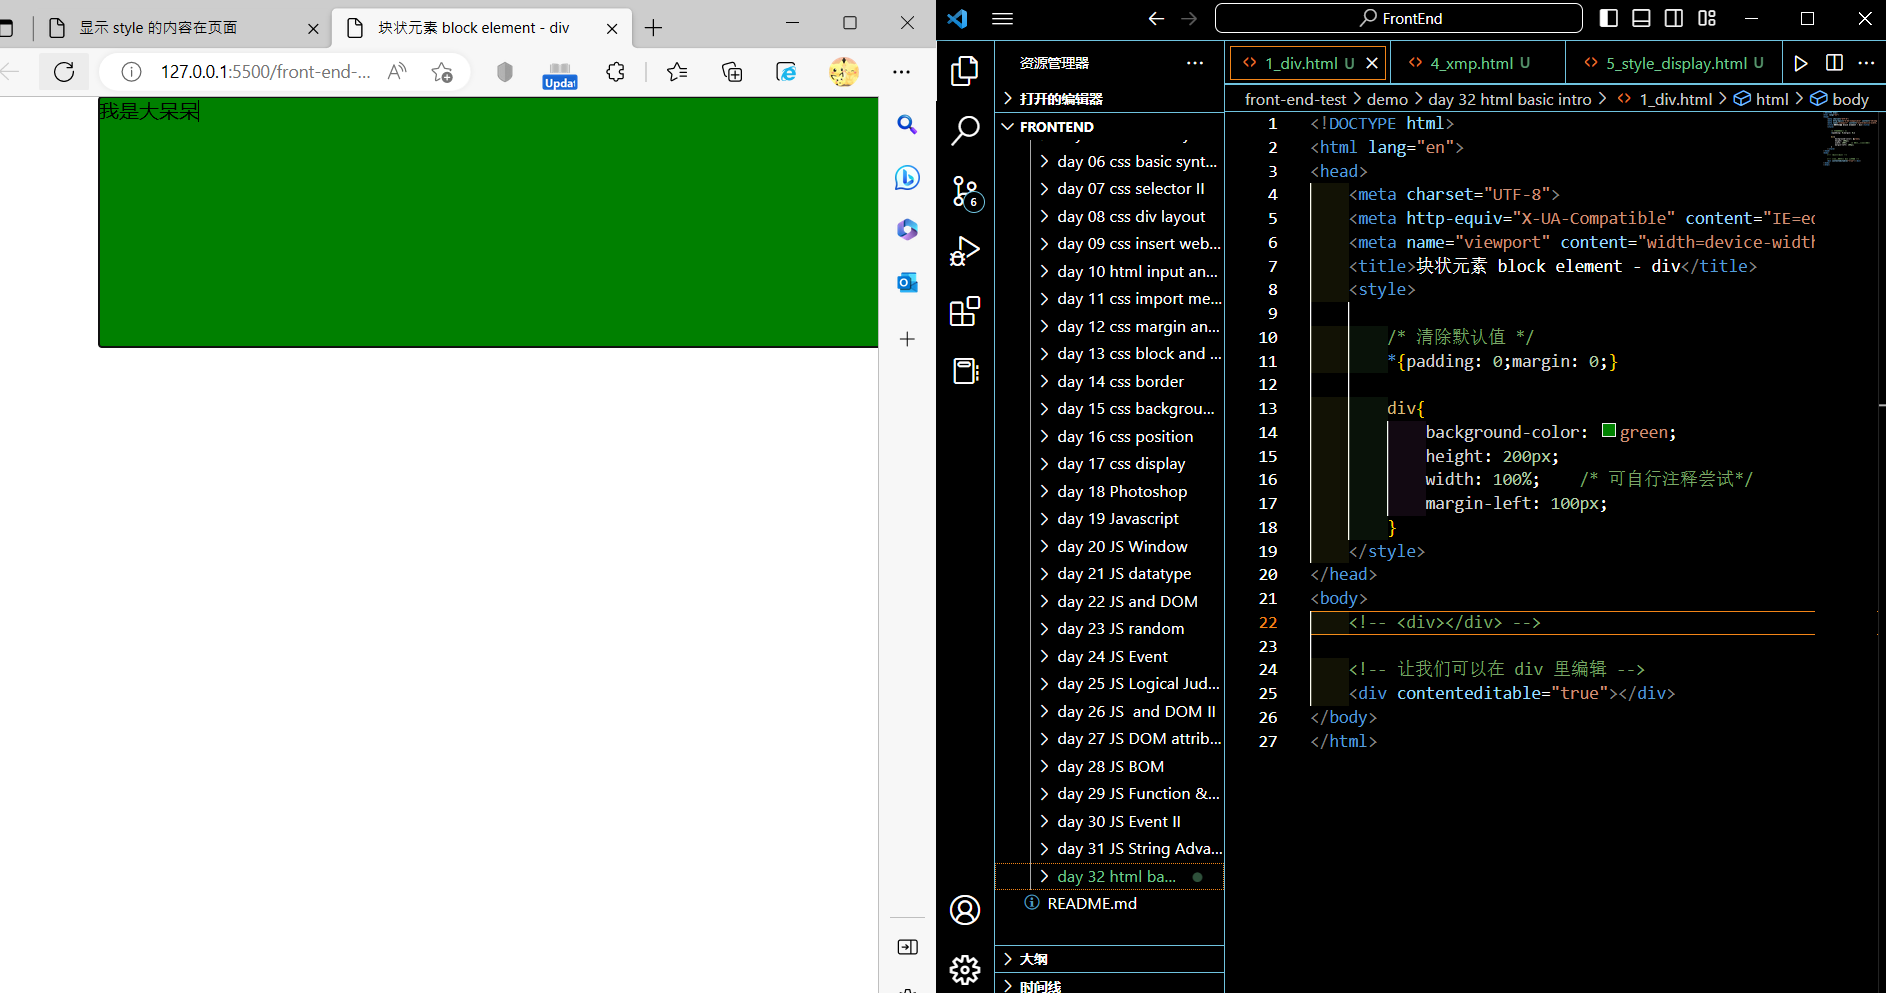 显示 style 的内容在页面
块状元素 block element - div
127.0.0.1:5500/front-end-...
Updat
我是大呆呆
FrontEnd
资源管理器
打开的编辑器
FRONTEND
day 06 css basic synt...
day 07 css selector II
day 08 css div layout
day 09 css insert web...
day 10 html input an...
day 11 css import me...
day 12 css margin an...
day 13 css block and ...
day 14 css border
day 15 css backgrou...
day 16 css position
day 17 css display
day 18 Photoshop
day 19 Javascript
day 20 JS Window
day 21 JS datatype
day 22 JS and DOM
day 23 JS random
day 24 JS Event
day 25 JS Logical Jud...
day 26 JS  and DOM II
day 27 JS DOM attrib...
day 28 JS BOM
day 29 JS Function &...
day 30 JS Event II
day 31 JS String Adva...
day 32 html ba...
README.md
大纲
时间线
6
1_div.html U
4_xmp.html U
5_style_display.html U
front-end-test > demo > day 32 html basic intro > 1_div.html > html > body
1 <!DOCTYPE html>
2 <html lang="en">
3 <head>
4 <meta charset="UTF-8">
5 <meta http-equiv="X-UA-Compatible" content="IE=ed
6 <meta name="viewport" content="width=device-width
7 <title>块状元素 block element - div</title>
8 <style>
9
10 /* 清除默认值 */
11 *{padding: 0;margin: 0;}
12
13 div{
14 background-color: green;
15 height: 200px;
16 width: 100%; /* 可自行注释尝试*/
17 margin-left: 100px;
18 }
19 </style>
20 </head>
21 <body>
22 <!-- <div></div> -->
23
24 <!-- 让我们可以在 div 里编辑 -->
25 <div contenteditable="true"></div>
26 </body>
27 </html>